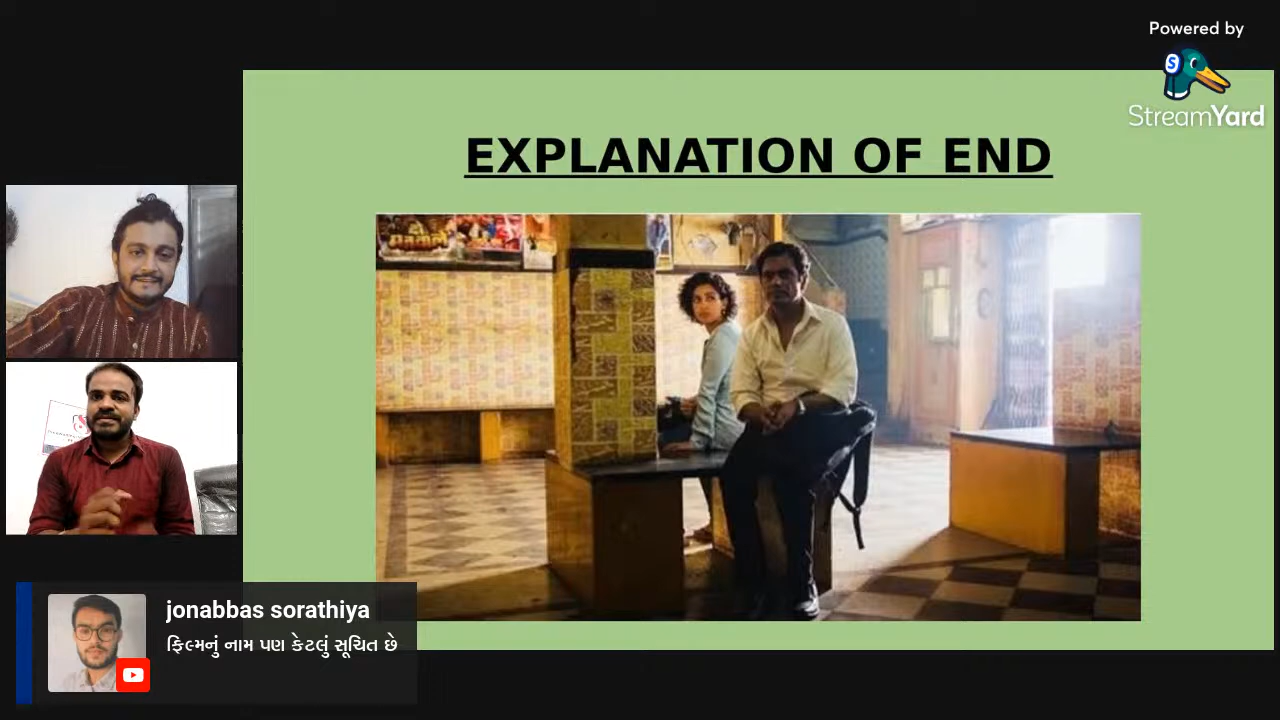 Powered by
StreamYard
EXPLANATION OF END
jonabbas sorathiya
ફિલ્મનું નામ પણ કેટલું સૂચિત છે